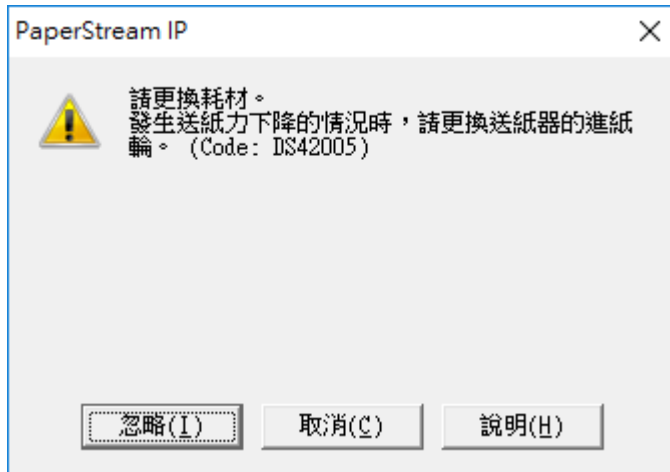 PaperStream IP
請更換耗材。
發生送紙力下降的情況時，請更換送紙器的進紙
輪。 (Code: DS42005)
忽略(I) 取消(C) 說明(H)